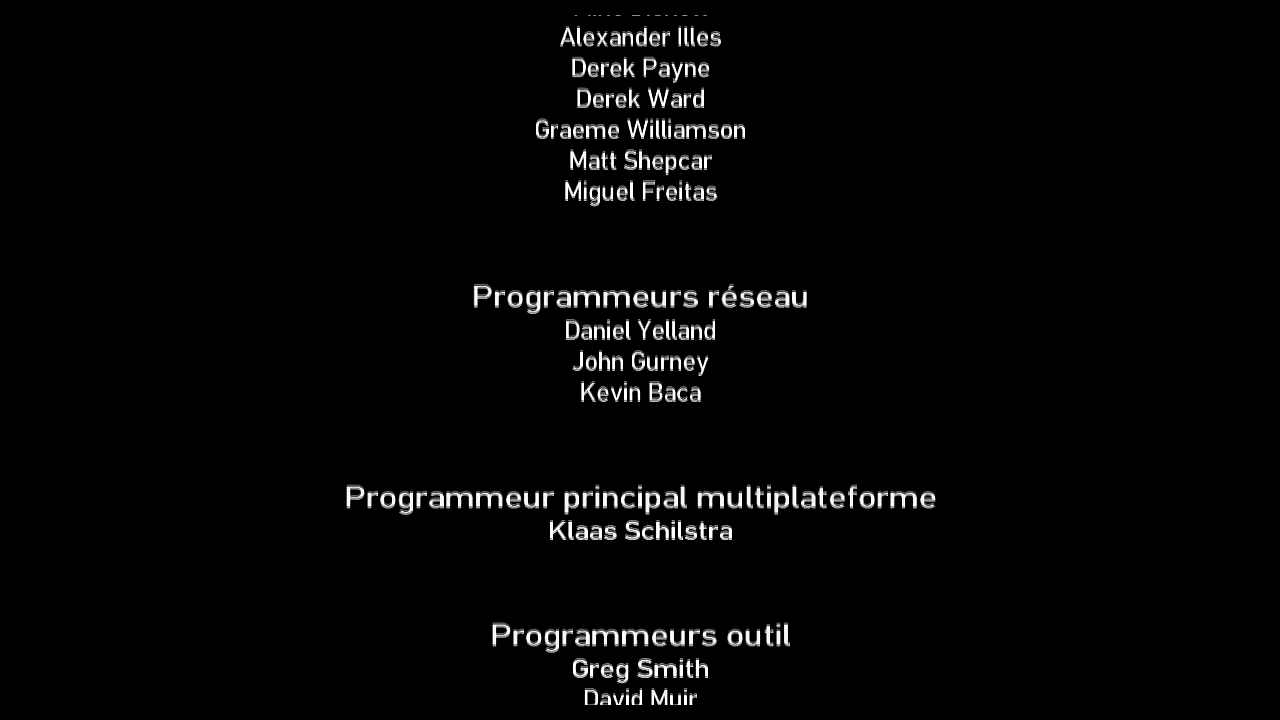 Alexander Illes
Derek Payne
Derek Ward
Graeme Williamson
Matt Shepcar
Miguel Freitas
Programmeurs réseau
Daniel Yelland
John Gurney
Kevin Baca
Programmeur principal multiplateforme
Klaas Schilstra
Programmeurs outil
Greg Smith
David Muir